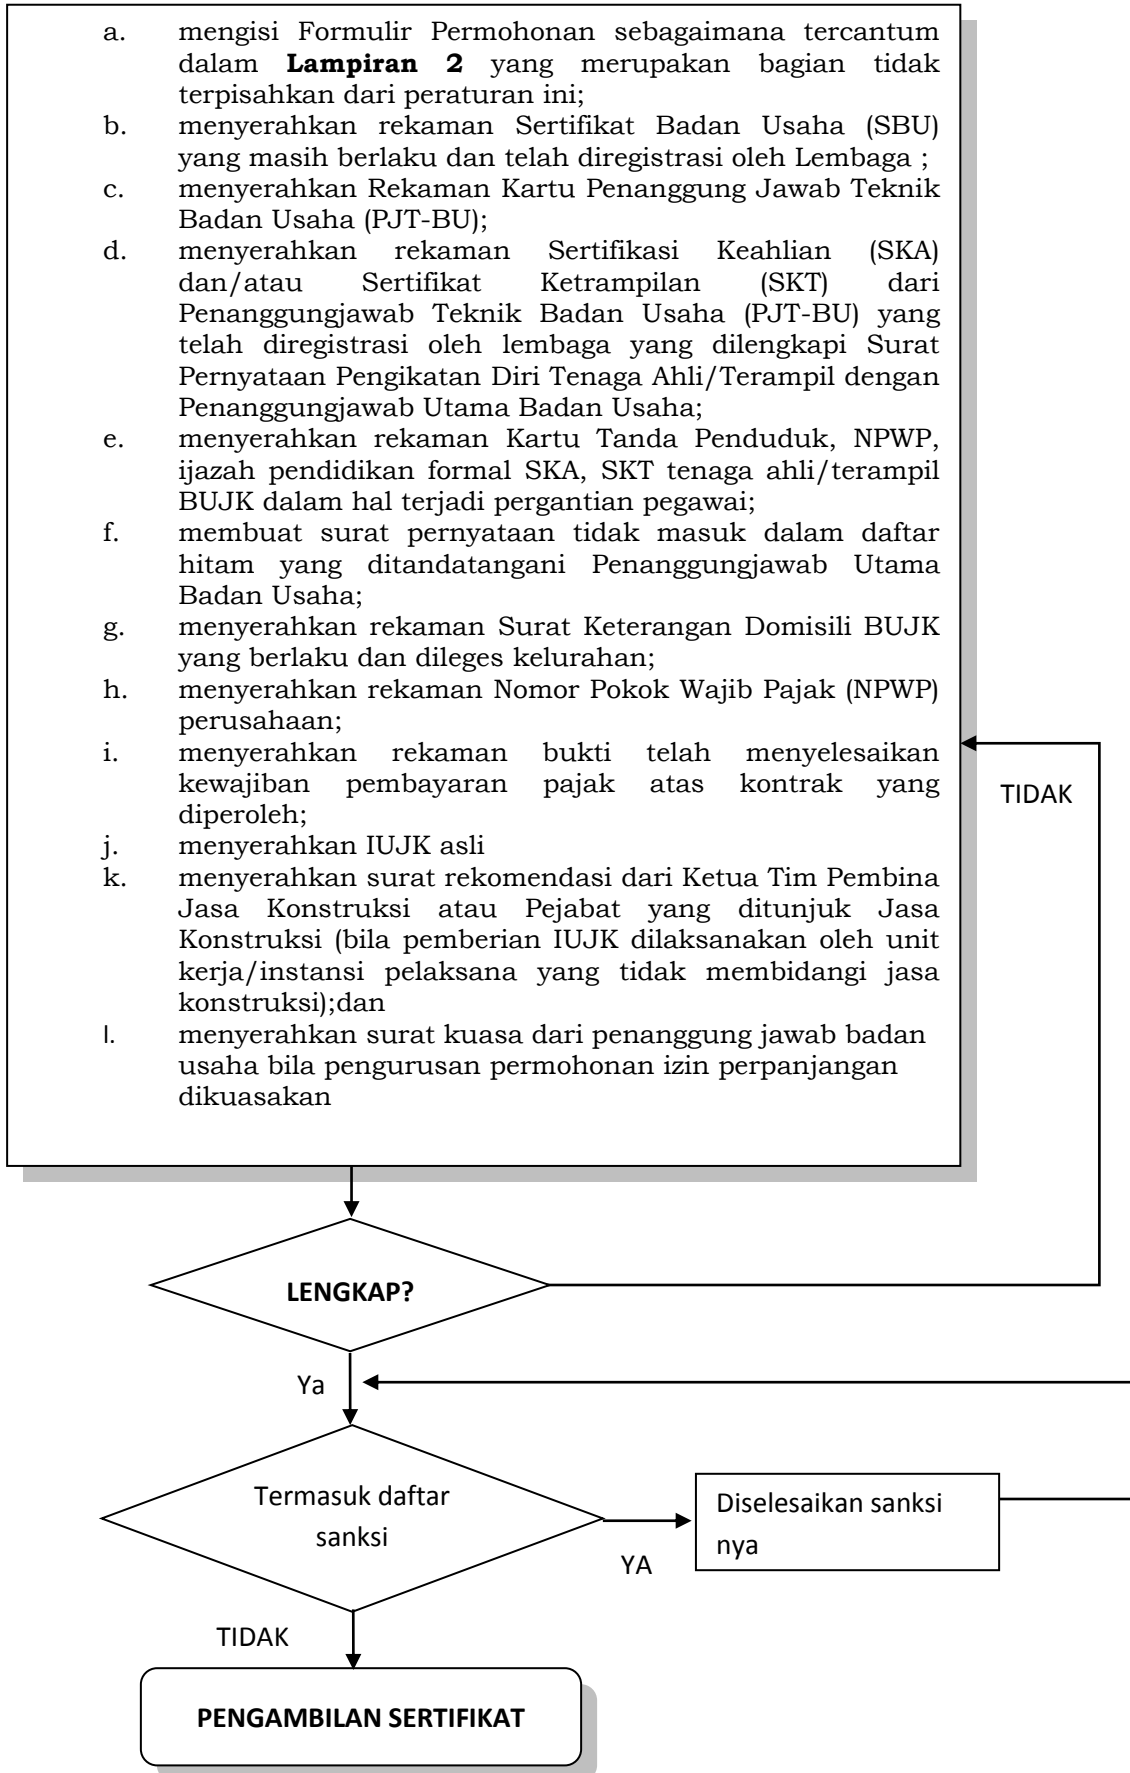 a. mengisi Formulir Permohonan sebagaimana tercantum
dalam Lampiran 2 yang merupakan bagian tidak
terpisahkan dari peraturan ini;
b. menyerahkan rekaman Sertifikat Badan Usaha (SBU)
yang masih berlaku dan telah diregistrasi oleh Lembaga ;
c. menyerahkan Rekaman Kartu Penanggung Jawab Teknik
Badan Usaha (PJT-BU);
d. menyerahkan rekaman Sertifikasi Keahlian (SKA)
dan/atau Sertifikat Ketrampilan (SKT) dari
Penanggungjawab Teknik Badan Usaha (PJT-BU) yang
telah diregistrasi oleh lembaga yang dilengkapi Surat
Pernyataan Pengikatan Diri Tenaga Ahli/Terampil dengan
Penanggungjawab Utama Badan Usaha;
e. menyerahkan rekaman Kartu Tanda Penduduk, NPWP,
ijazah pendidikan formal SKA, SKT tenaga ahli/terampil
BUJK dalam hal terjadi pergantian pegawai;
f. membuat surat pernyataan tidak masuk dalam daftar
hitam yang ditandatangani Penanggungjawab Utama
Badan Usaha;
g. menyerahkan rekaman Surat Keterangan Domisili BUJK
yang berlaku dan dileges kelurahan;
h. menyerahkan rekaman Nomor Pokok Wajib Pajak (NPWP)
perusahaan;
i. menyerahkan rekaman bukti telah menyelesaikan
kewajiban pembayaran pajak atas kontrak yang
diperoleh;
j. menyerahkan IUJK asli
k. menyerahkan surat rekomendasi dari Ketua Tim Pembina
Jasa Konstruksi atau Pejabat yang ditunjuk Jasa
Konstruksi (bila pemberian IUJK dilaksanakan oleh unit
kerja/instansi pelaksana yang tidak membidangi jasa
konstruksi);dan
l. menyerahkan surat kuasa dari penanggung jawab badan
usaha bila pengurusan permohonan izin perpanjangan
dikuasakan
TIDAK
LENGKAP?
Ya
Termasuk daftar
sanksi
YA
Diselesaikan sanksi
nya
TIDAK
PENGAMBILAN SERTIFIKAT